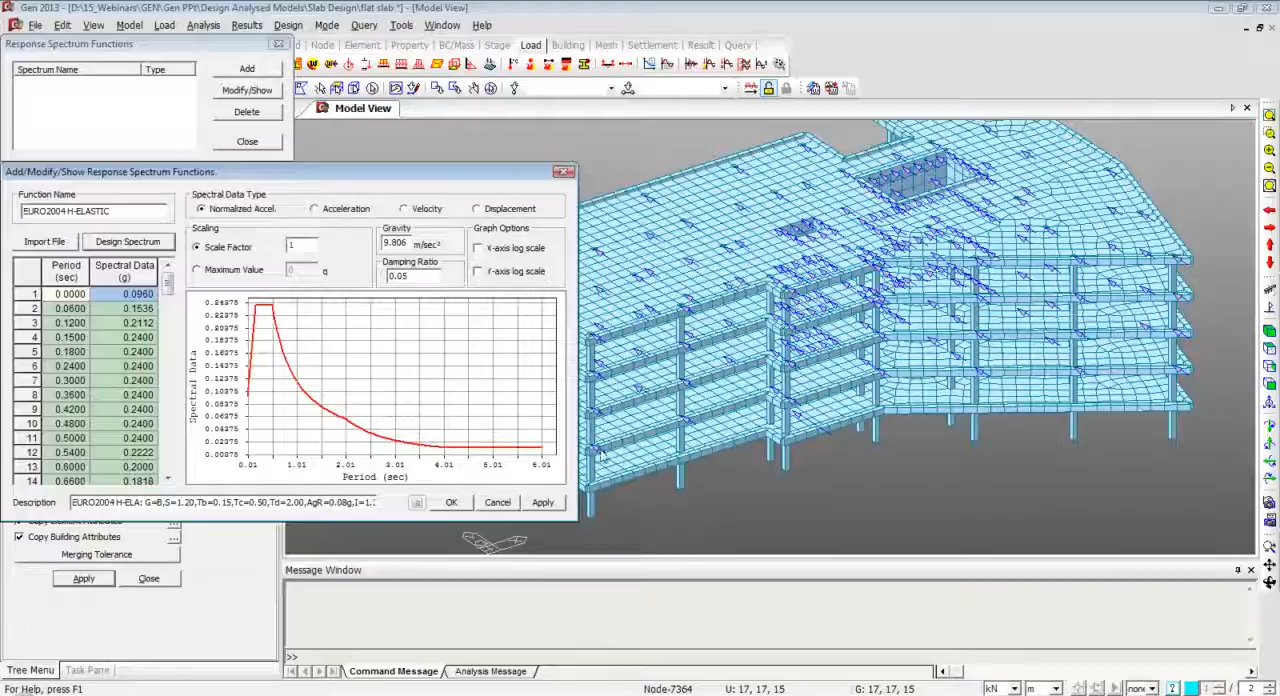 Gen 2013 - [D:\15_Webinars\GEN\Gen PPt\Design Analysed Models\Slab Design\flat slab *] - [Model View]
File Edit View Model Load Analysis Results Design Mode Query Tools Window Help
Response Spectrum Functions
Node Element Property BC/Mass Stage Load Building Mesh Settlement Result Query
Spectrum Name Type
Add
Modify/Show
Delete
Close
Model View
Add/Modify/Show Response Spectrum Functions
Function Name
EURO2004 H-ELASTIC
Import File Design Spectrum
Spectral Data Type
Normalized Accel. Acceleration Velocity Displacement
Scaling
Scale Factor 1
Maximum Value 0 g
Gravity
9.806 m/sec²
Damping Ratio
0.05
Graph Options
X-axis log scale
Y-axis log scale
Period (sec) Spectral Data (g)
1 0.0000 0.0960
2 0.0600 0.1536
3 0.1200 0.2112
4 0.1500 0.2400
5 0.1800 0.2400
6 0.2400 0.2400
7 0.3000 0.2400
8 0.3600 0.2400
9 0.4200 0.2400
10 0.4800 0.2400
11 0.5000 0.2400
12 0.5400 0.2222
13 0.6000 0.2000
14 0.6600 0.1818
0.24375
0.22375
0.20375
0.18375
0.16375
0.14375
0.12375
0.10375
0.08375
0.06375
0.04375
0.02375
0.00375
Spectral Data
0.01 1.01 2.01 3.01 4.01 5.01 6.01
Period (sec)
Description EURO2004 H-ELA: G=B,S=1.20,Tb=0.15,Tc=0.50,Td=2.00,AgR=0.08g,I=1.
OK Cancel Apply
Copy Element Attributes ...
Copy Building Attributes ...
Merging Tolerance
Apply Close
Message Window
>>
Command Message Analysis Message
Tree Menu Task Pane
For Help, press F1
Node-7364 U: 17, 17, 15 G: 17, 17, 15 kN m none ? 1 / 2